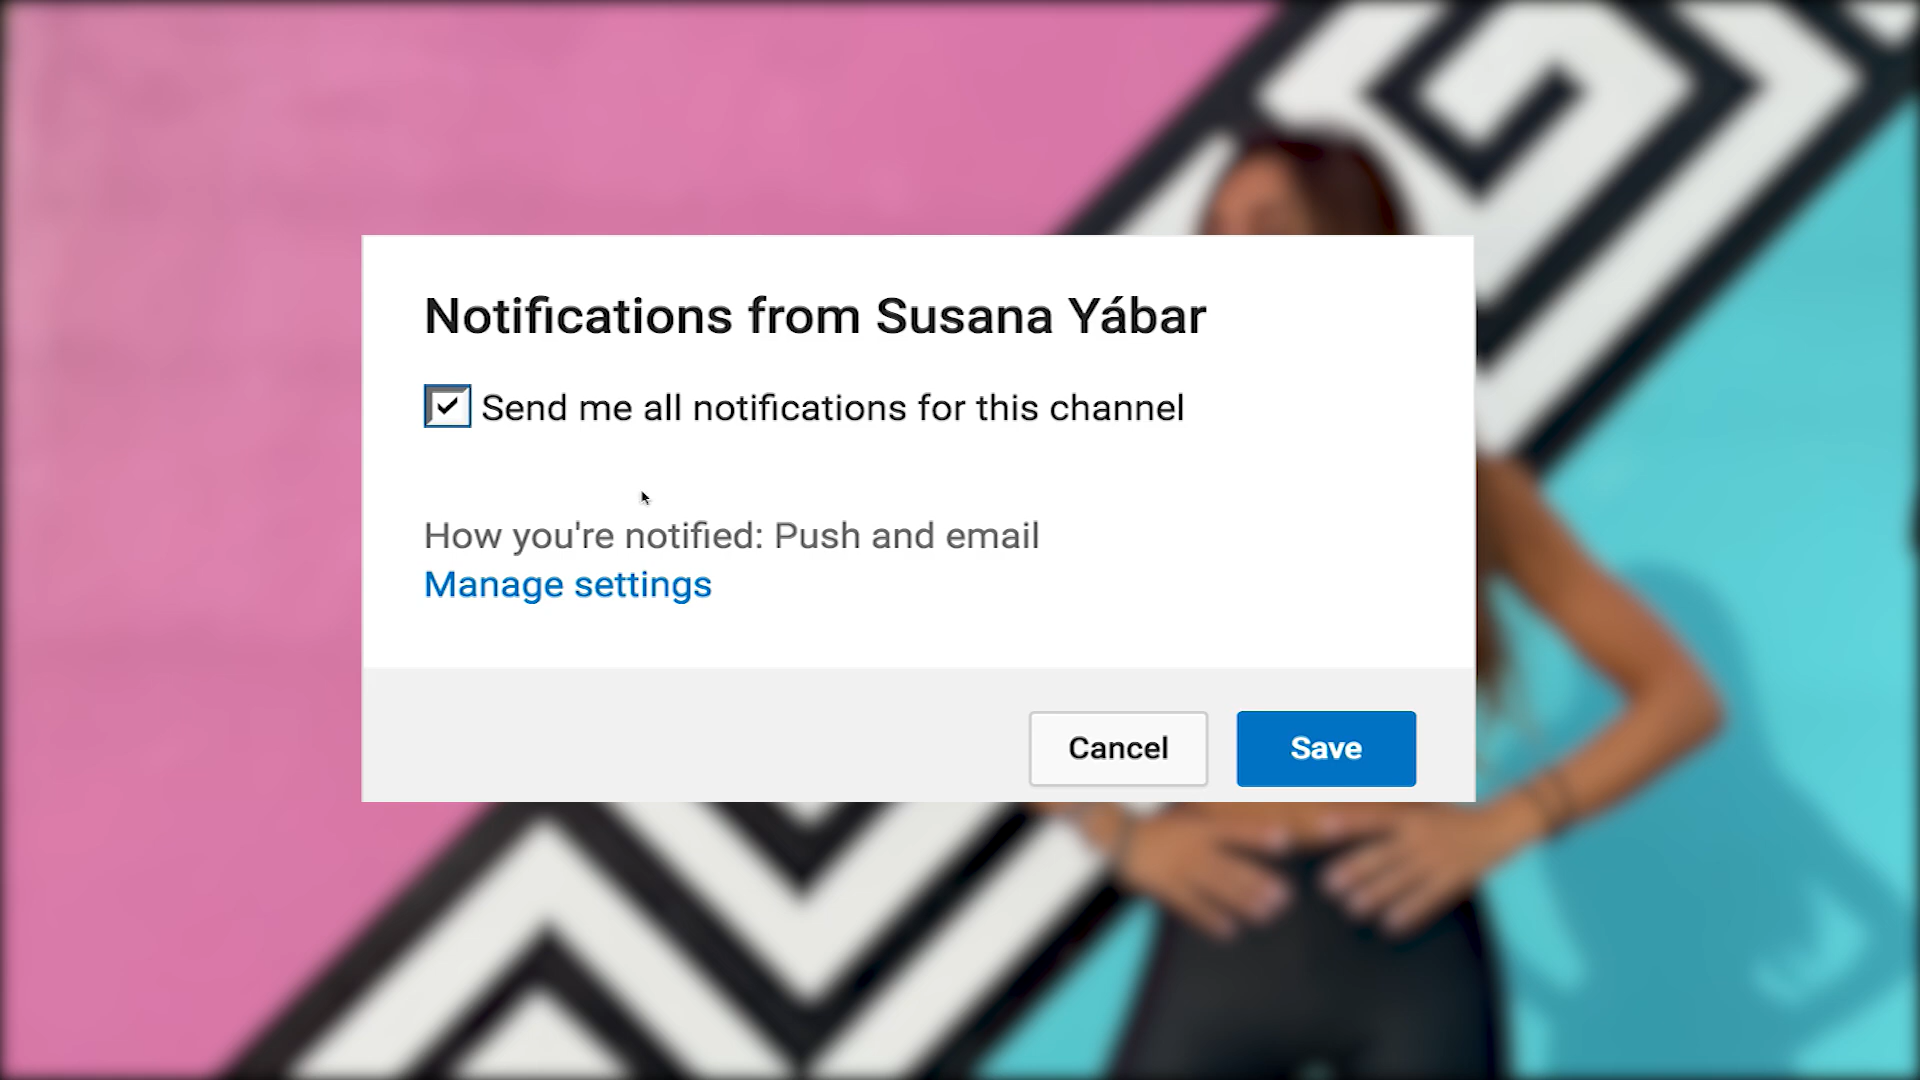 Notifications from Susana Yábar
Send me all notifications for this channel
How you're notified: Push and email
Manage settings
Cancel
Save